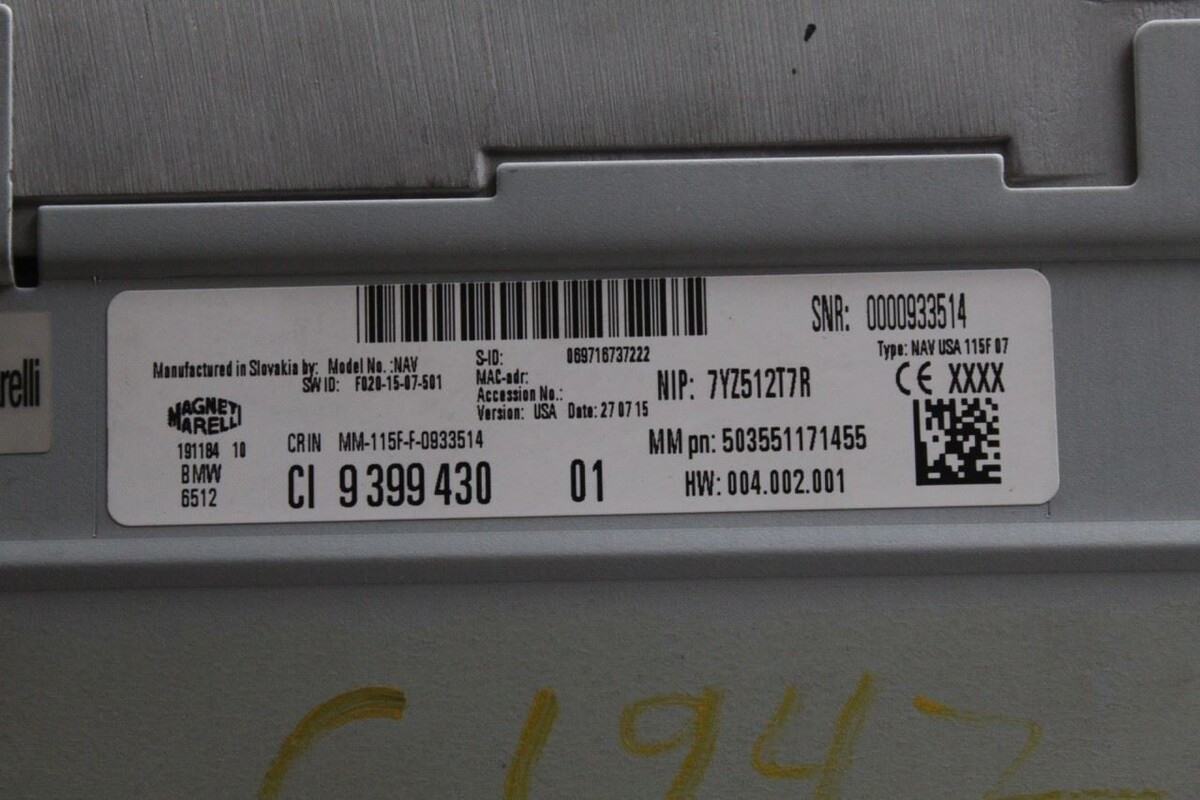 SNR: 0000933514
Type: NAV USA 115F 07
Manufactured in Slovakia by: Model No.:NAV
SW ID: F020-15-07-501
S-ID: 069716737222
MAC-adr:
Accession No.:
Version: USA Date: 27 07 15
NIP: 7YZ512T7R
CE XXXX
MAGNETI MARELLI
191184 10
BMW
6512
CRIN MM-115F-F-0933514
CI 9 399 430 01
MM pn: 503551171455
HW: 004.002.001
relli
C1947